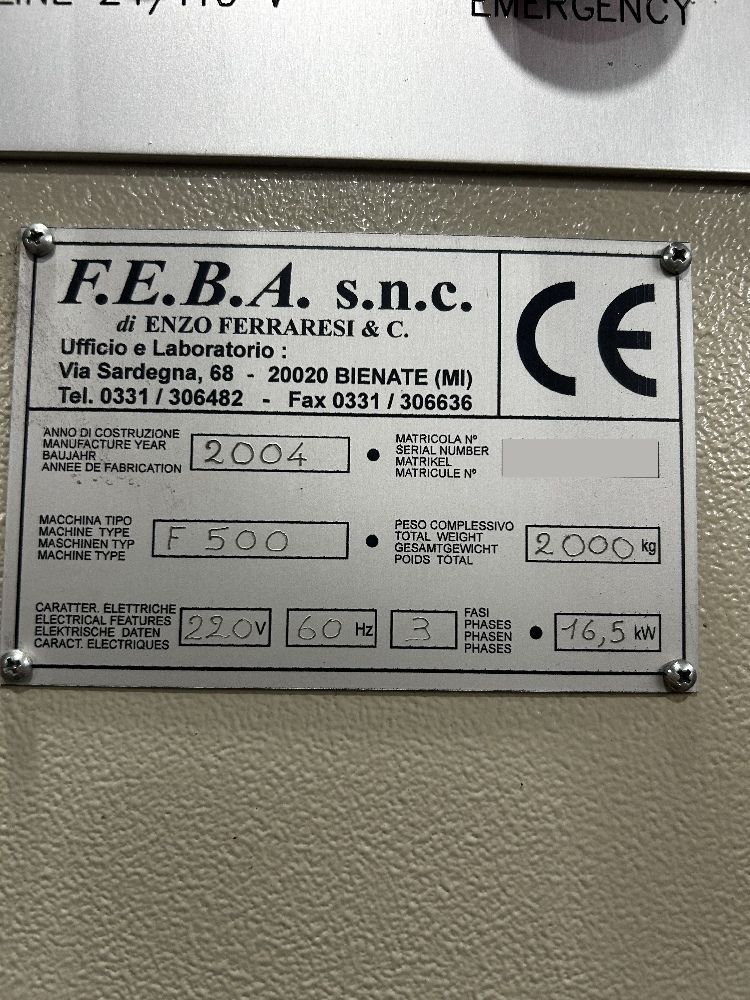 EMERGENCY
F.E.B.A. s.n.c.
di ENZO FERRARESI & C.
Ufficio e Laboratorio :
Via Sardegna, 68 - 20020 BIENATE (MI)
Tel. 0331 / 306482 - Fax 0331 / 306636
CE
ANNO DI COSTRUZIONE
MANUFACTURE YEAR
BAUJAHR
ANNEE DE FABRICATION
2004
MATRICOLA Nº
SERIAL NUMBER
MATRIKEL
MATRICULE Nº
MACCHINA TIPO
MACHINE TYPE
MASCHINEN TYP
MACHINE TYPE
F 500
PESO COMPLESSIVO
TOTAL WEIGHT
GESAMTGEWICHT
POIDS TOTAL
2000 kg
CARATTER. ELETTRICHE
ELECTRICAL FEATURES
ELEKTRISCHE DATEN
CARACT. ELECTRIQUES
220 V
60 Hz
3
FASI
PHASES
PHASEN
PHASES
16,5 kW